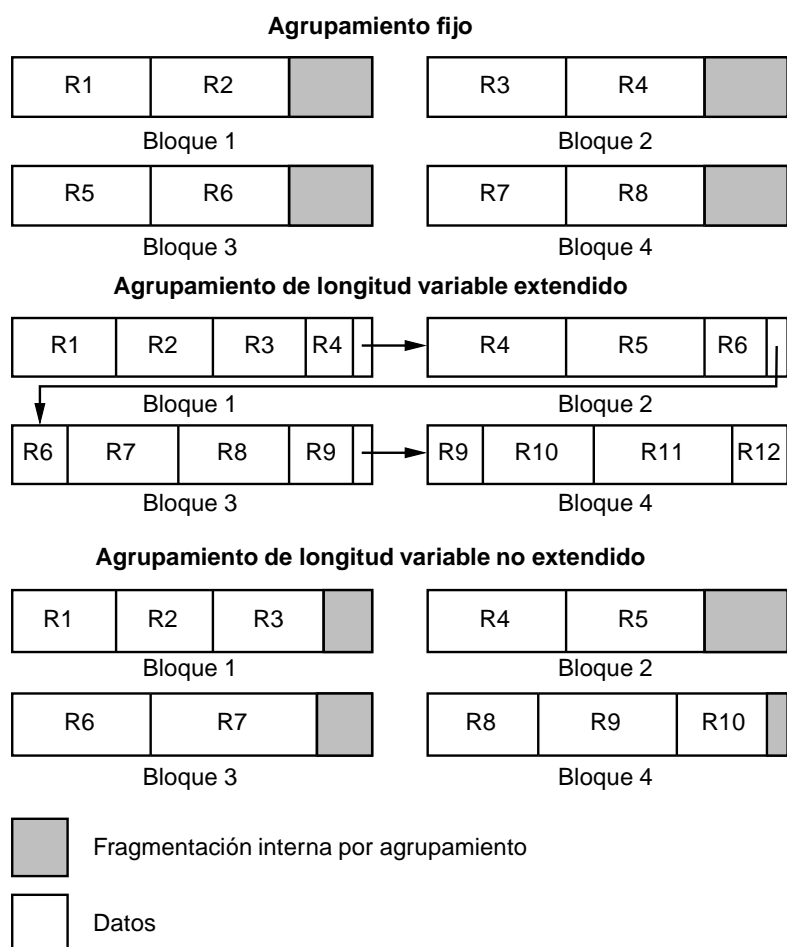 Agrupamiento fijo
R1 R2 R3 R4
Bloque 1 Bloque 2
R5 R6 R7 R8
Bloque 3 Bloque 4
Agrupamiento de longitud variable extendido
R1 R2 R3 R4 R4 R5 R6
Bloque 1 Bloque 2
R6 R7 R8 R9 R9 R10 R11 R12
Bloque 3 Bloque 4
Agrupamiento de longitud variable no extendido
R1 R2 R3 R4 R5
Bloque 1 Bloque 2
R6 R7 R8 R9 R10
Bloque 3 Bloque 4
Fragmentación interna por agrupamiento
Datos